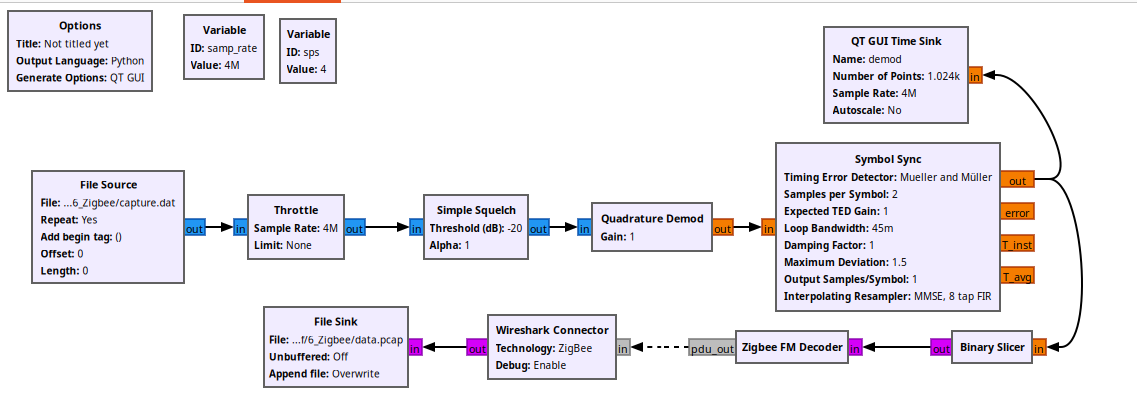 Options
Title: Not titled yet
Output Language: Python
Generate Options: QT GUI
Variable
ID: samp_rate
Value: 4M
Variable
ID: sps
Value: 4
QT GUI Time Sink
Name: demod
Number of Points: 1.024k
Sample Rate: 4M
Autoscale: No
in
File Source
File: ...6_Zigbee/capture.dat
Repeat: Yes
Add begin tag: ()
Offset: 0
Length: 0
out
in
Throttle
Sample Rate: 4M
Limit: None
out
in
Simple Squelch
Threshold (dB): -20
Alpha: 1
out
in
Quadrature Demod
Gain: 1
out
in
Symbol Sync
Timing Error Detector: Mueller and Müller
Samples per Symbol: 2
Expected TED Gain: 1
Loop Bandwidth: 45m
Damping Factor: 1
Maximum Deviation: 1.5
Output Samples/Symbol: 1
Interpolating Resampler: MMSE, 8 tap FIR
out
error
T_inst
T_avg
File Sink
File: ...f/6_Zigbee/data.pcap
Unbuffered: Off
Append file: Overwrite
in
out
Wireshark Connector
Technology: ZigBee
Debug: Enable
in
pdu_out
Zigbee FM Decoder
in
out
Binary Slicer
in